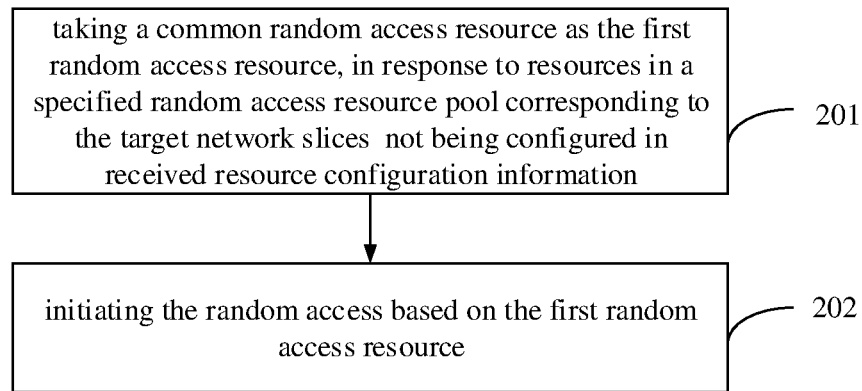 taking a common random access resource as the first
random access resource, in response to resources in a
specified random access resource pool corresponding to
the target network slices not being configured in
received resource configuration information
201
initiating the random access based on the first random
access resource
202